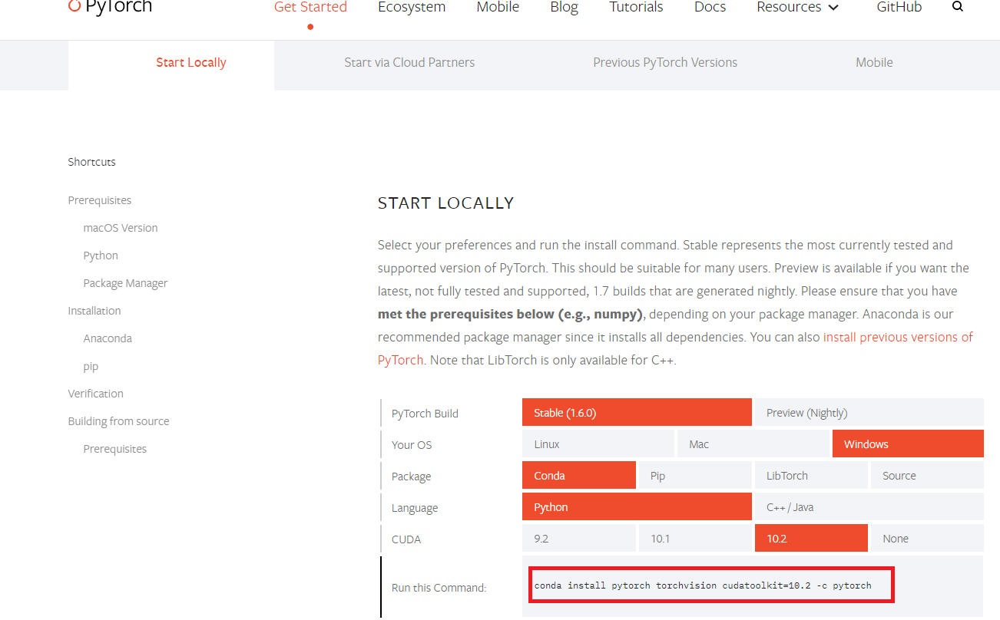 PyTorch
Get Started Ecosystem Mobile Blog Tutorials Docs Resources GitHub
Start Locally Start via Cloud Partners Previous PyTorch Versions Mobile
Shortcuts
Prerequisites
macOS Version
Python
Package Manager
Installation
Anaconda
pip
Verification
Building from source
Prerequisites
START LOCALLY
Select your preferences and run the install command. Stable represents the most currently tested and
supported version of PyTorch. This should be suitable for many users. Preview is available if you want the
latest, not fully tested and supported, 1.7 builds that are generated nightly. Please ensure that you have
met the prerequisites below (e.g., numpy), depending on your package manager. Anaconda is our
recommended package manager since it installs all dependencies. You can also install previous versions of
PyTorch. Note that LibTorch is only available for C++.
PyTorch Build Stable (1.6.0) Preview (Nightly)
Your OS Linux Mac Windows
Package Conda Pip LibTorch Source
Language Python C++ / Java
CUDA 9.2 10.1 10.2 None
Run this Command: conda install pytorch torchvision cudatoolkit=10.2 -c pytorch